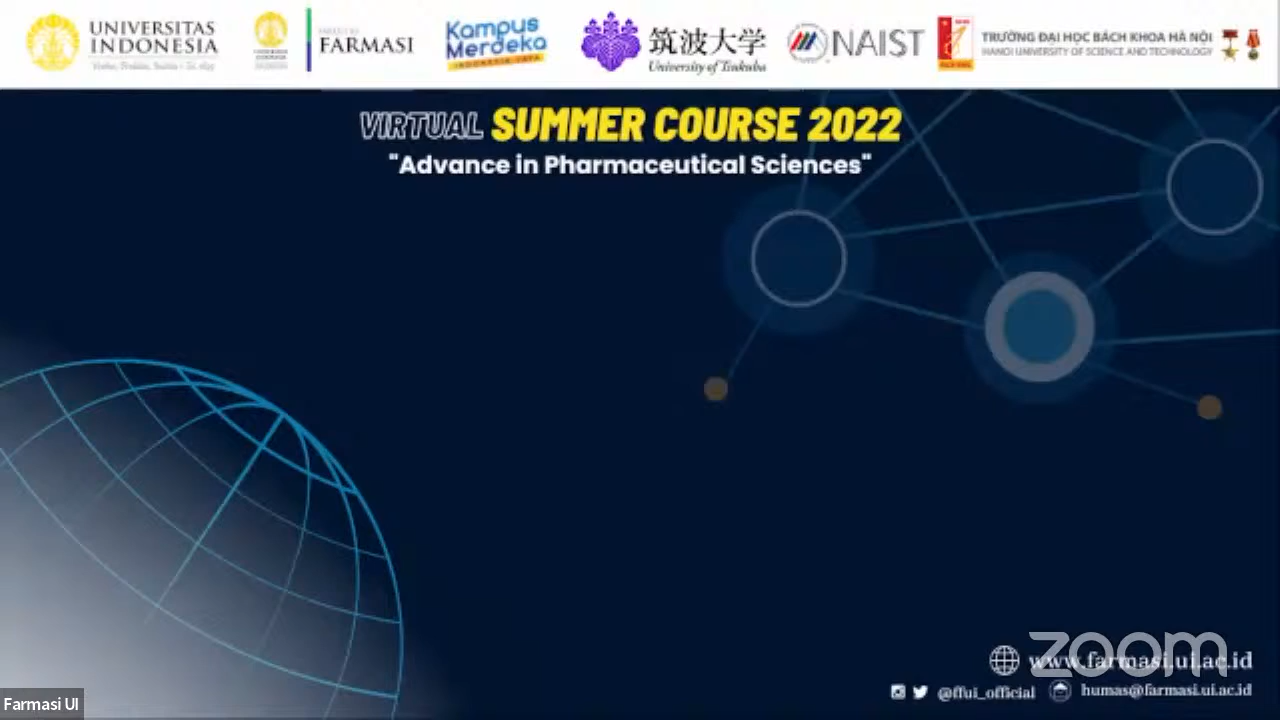 UNIVERSITAS
INDONESIA
FARMASI
Kampus
Merdeka
INDONESIA JAYA
筑波大学
University of Tsukuba
NAIST
TRƯỜNG ĐẠI HỌC BÁCH KHOA HÀ NỘI
HANOI UNIVERSITY OF SCIENCE AND TECHNOLOGY
VIRTUAL SUMMER COURSE 2022
"Advance in Pharmaceutical Sciences"
zoom
www.farmasi.ui.ac.id
@ffui_official
humas@farmasi.ui.ac.id
Farmasi UI